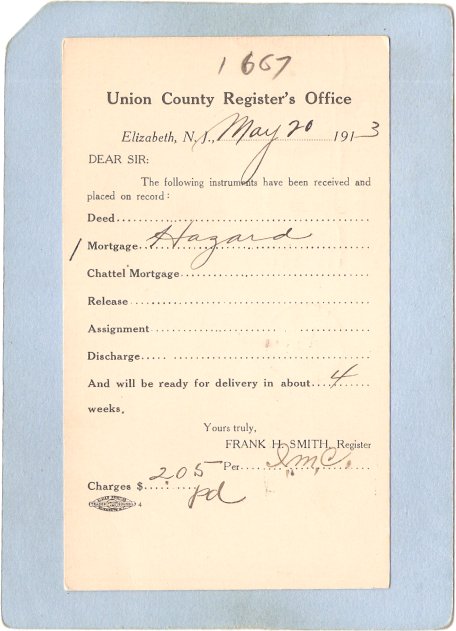 1667
Union County Register's Office
Elizabeth, N. J., May 20 1913
DEAR SIR:
The following instruments have been received and
placed on record:
Deed
1 Mortgage Hazard
Chattel Mortgage
Release
Assignment
Discharge
And will be ready for delivery in about 4
weeks.
Yours truly,
FRANK H. SMITH, Register
Per
Charges $ 2.05
pd
4